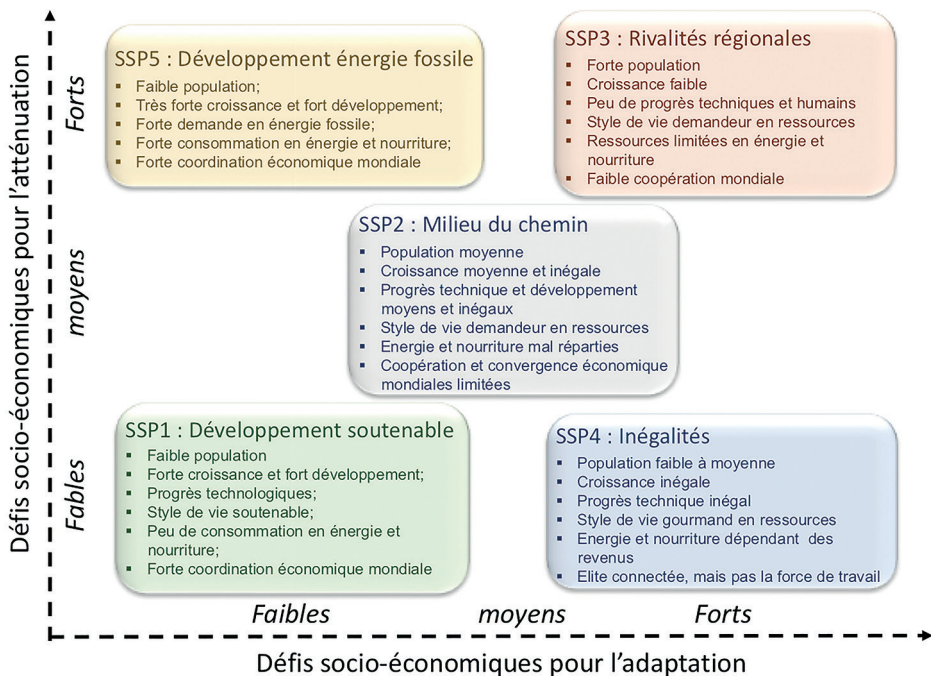 Défis socio-économiques pour l'atténuation
Forts
moyens
Fables
SSP5 : Développement énergie fossile
▪ Faible population;
▪ Très forte croissance et fort développement;
▪ Forte demande en énergie fossile;
▪ Forte consommation en énergie et nourriture;
▪ Forte coordination économique mondiale
SSP3 : Rivalités régionales
▪ Forte population
▪ Croissance faible
▪ Peu de progrès techniques et humains
▪ Style de vie demandeur en ressources
▪ Ressources limitées en énergie et
nourriture
▪ Faible coopération mondiale
SSP2 : Milieu du chemin
▪ Population moyenne
▪ Croissance moyenne et inégale
▪ Progrès technique et développement
moyens et inégaux
▪ Style de vie demandeur en ressources
▪ Energie et nourriture mal réparties
▪ Coopération et convergence économique
mondiales limitées
SSP1 : Développement soutenable
▪ Faible population
▪ Forte croissance et fort développement;
▪ Progrès technologiques;
▪ Style de vie soutenable;
▪ Peu de consommation en énergie et
nourriture;
▪ Forte coordination économique mondiale
SSP4 : Inégalités
▪ Population faible à moyenne
▪ Croissance inégale
▪ Progrès technique inégal
▪ Style de vie gourmand en ressources
▪ Energie et nourriture dépendant des
revenus
▪ Elite connectée, mais pas la force de travail
Faibles moyens Forts
Défis socio-économiques pour l'adaptation